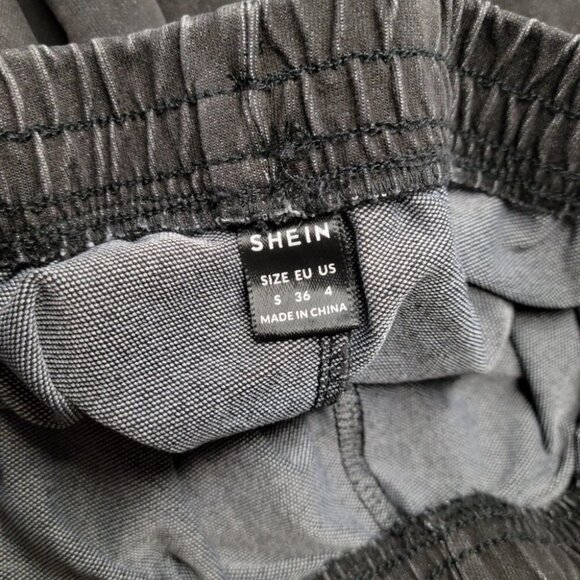 SHEIN
SIZE EU US
S 36 4
MADE IN CHINA